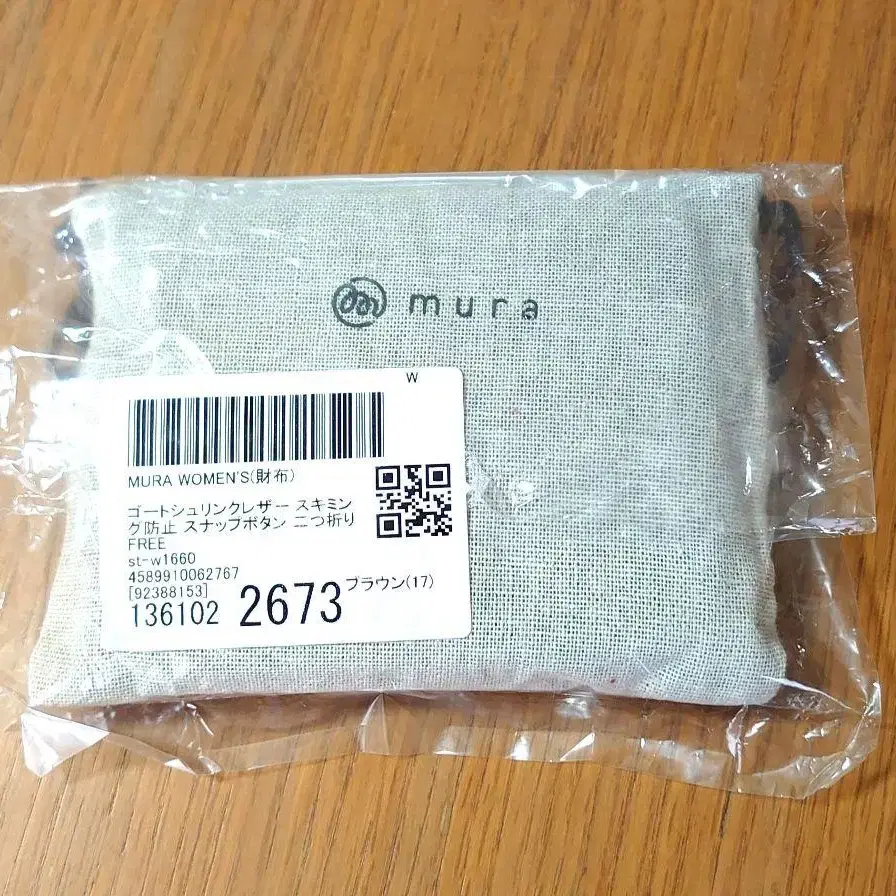 mura
W
MURA WOMEN'S(財布)
ゴートシュリンクレザー スキミン
グ防止 スナップボタン 二つ折り
FREE
st-w1660
4589910062767
[92388153]
ブラウン(17)
136102 2673